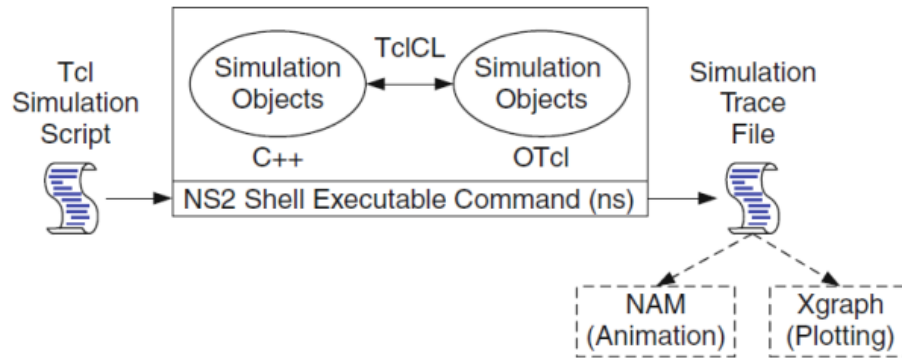 Tcl
Simulation
Script
Simulation
Objects
C++
TclCL
Simulation
Objects
OTcl
NS2 Shell Executable Command (ns)
Simulation
Trace
File
NAM
(Animation)
Xgraph
(Plotting)